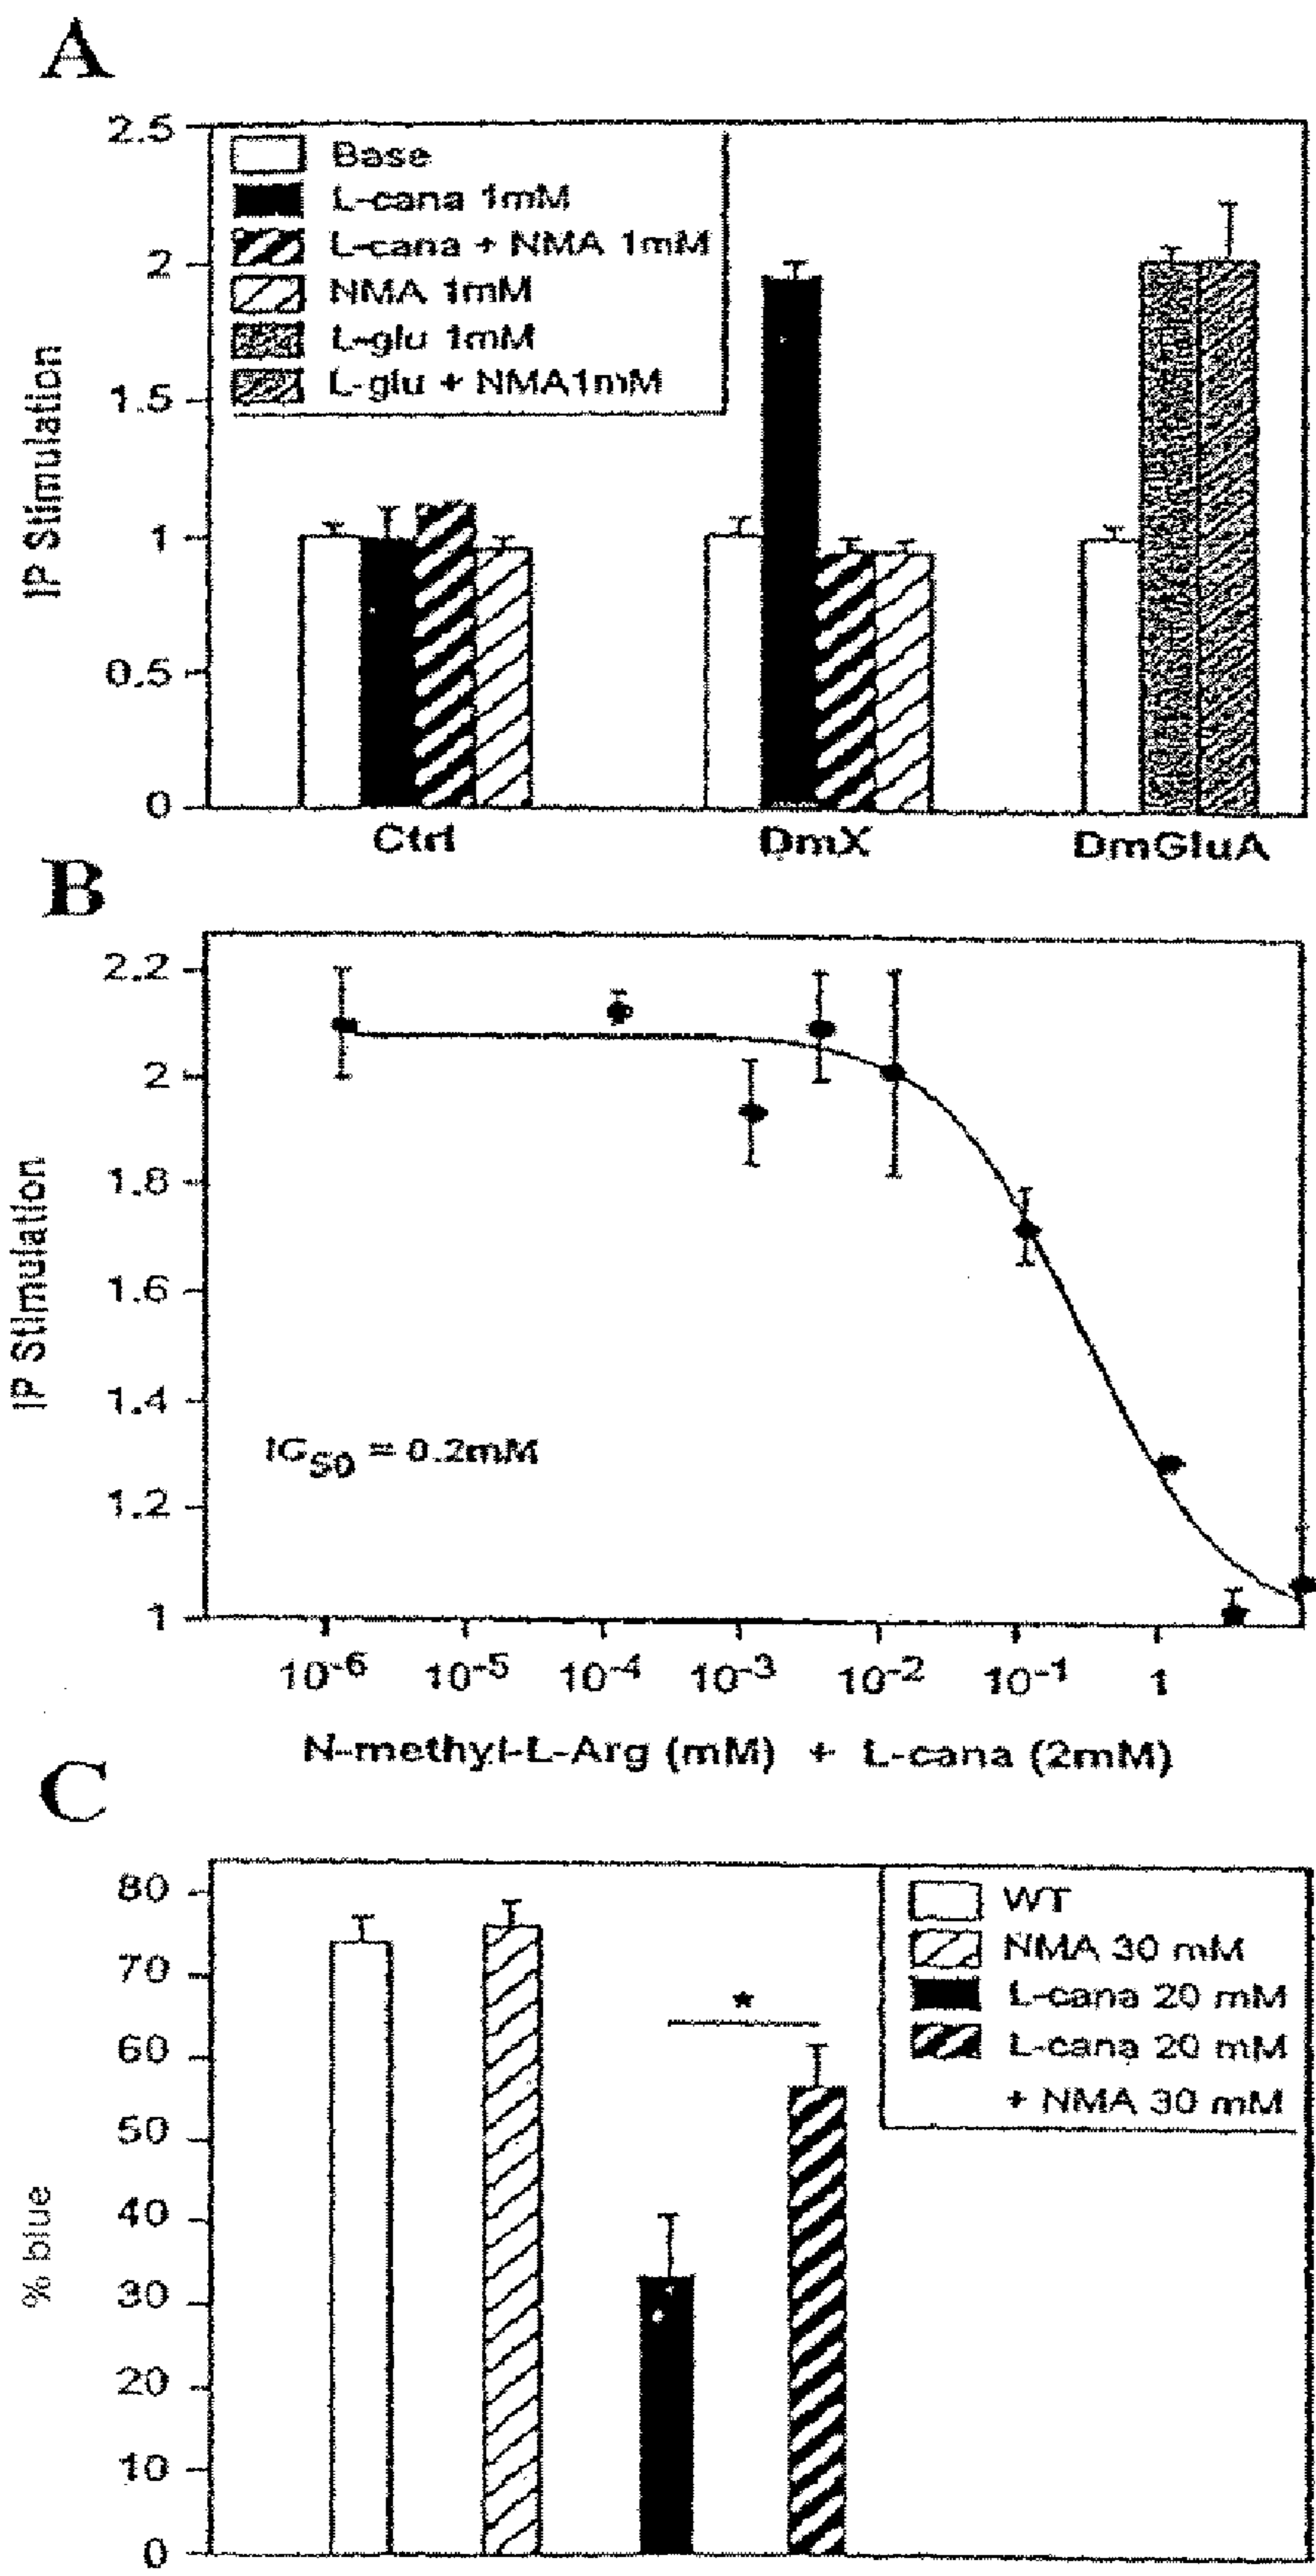 A
2.5
2
1.5
1
0.5
0
IP Stimulation
Base
L-cana 1mM
L-cana + NMA 1mM
NMA 1mM
L-glu 1mM
L-glu + NMA1mM
Ctrl DmX DmGluA
B
2.2
2
1.8
1.6
1.4
1.2
1
IP Stimulation
IC50 = 0.2mM
10-6 10-5 10-4 10-3 10-2 10-1 1
N-methyl-L-Arg (mM) + L-cana (2mM)
C
80
70
60
50
40
30
20
10
0
% blue
*
WT
NMA 30 mM
L-cana 20 mM
L-cana 20 mM
+ NMA 30 mM